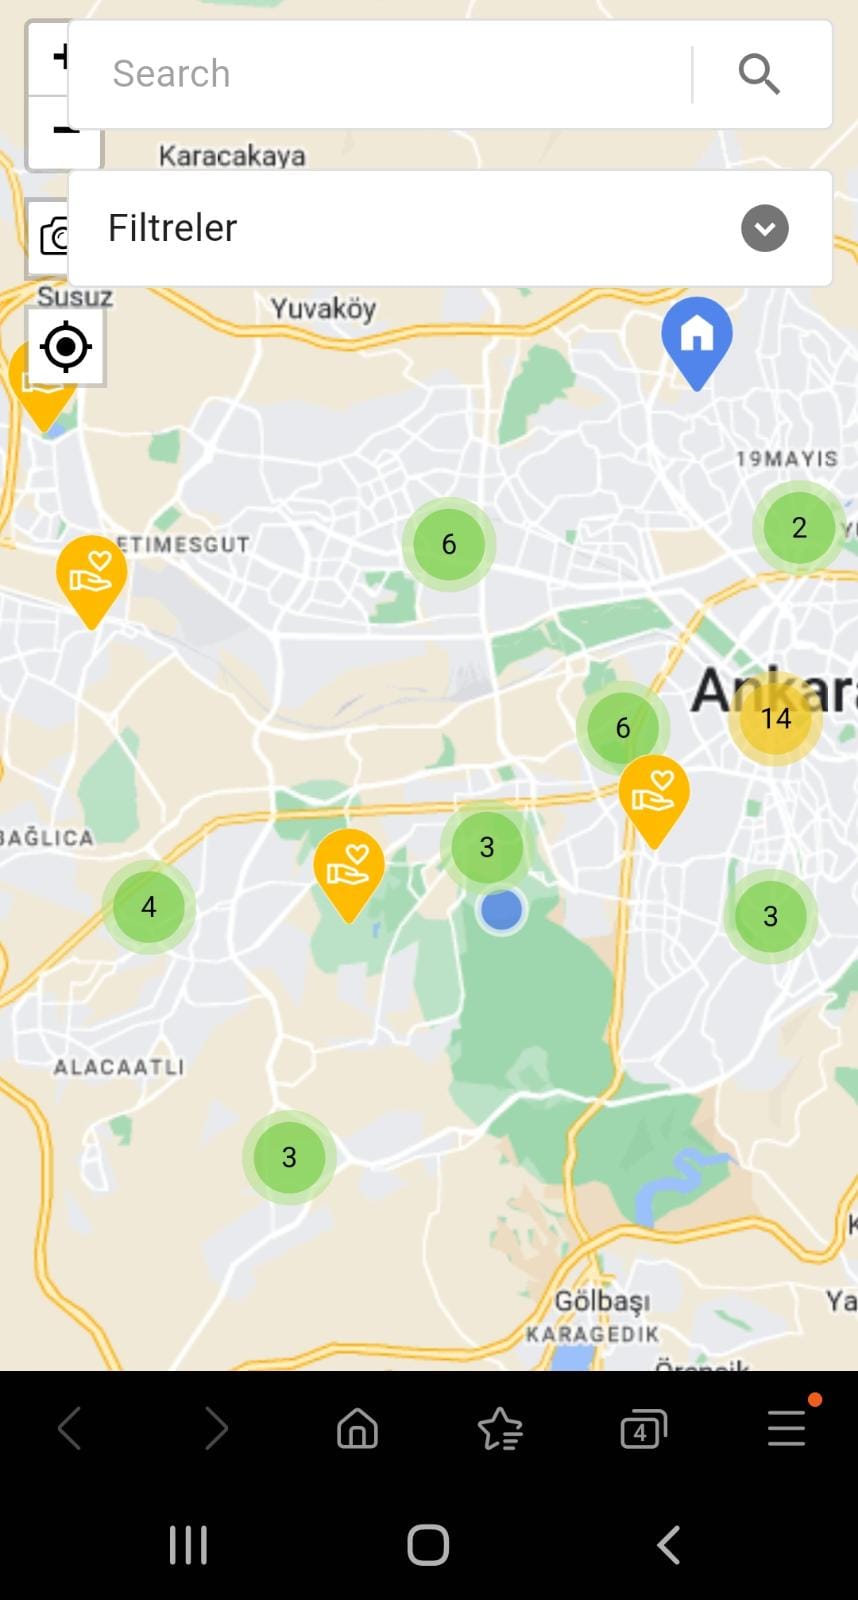 Search
Karacakaya
Filtreler
Susuz
Yuvaköy
19MAYIS
ETIMESGUT
6
2
Ankara
6
14
3
BAĞLICA
4
3
ALACAATLI
3
Gölbaşı
KARAGEDIK
4